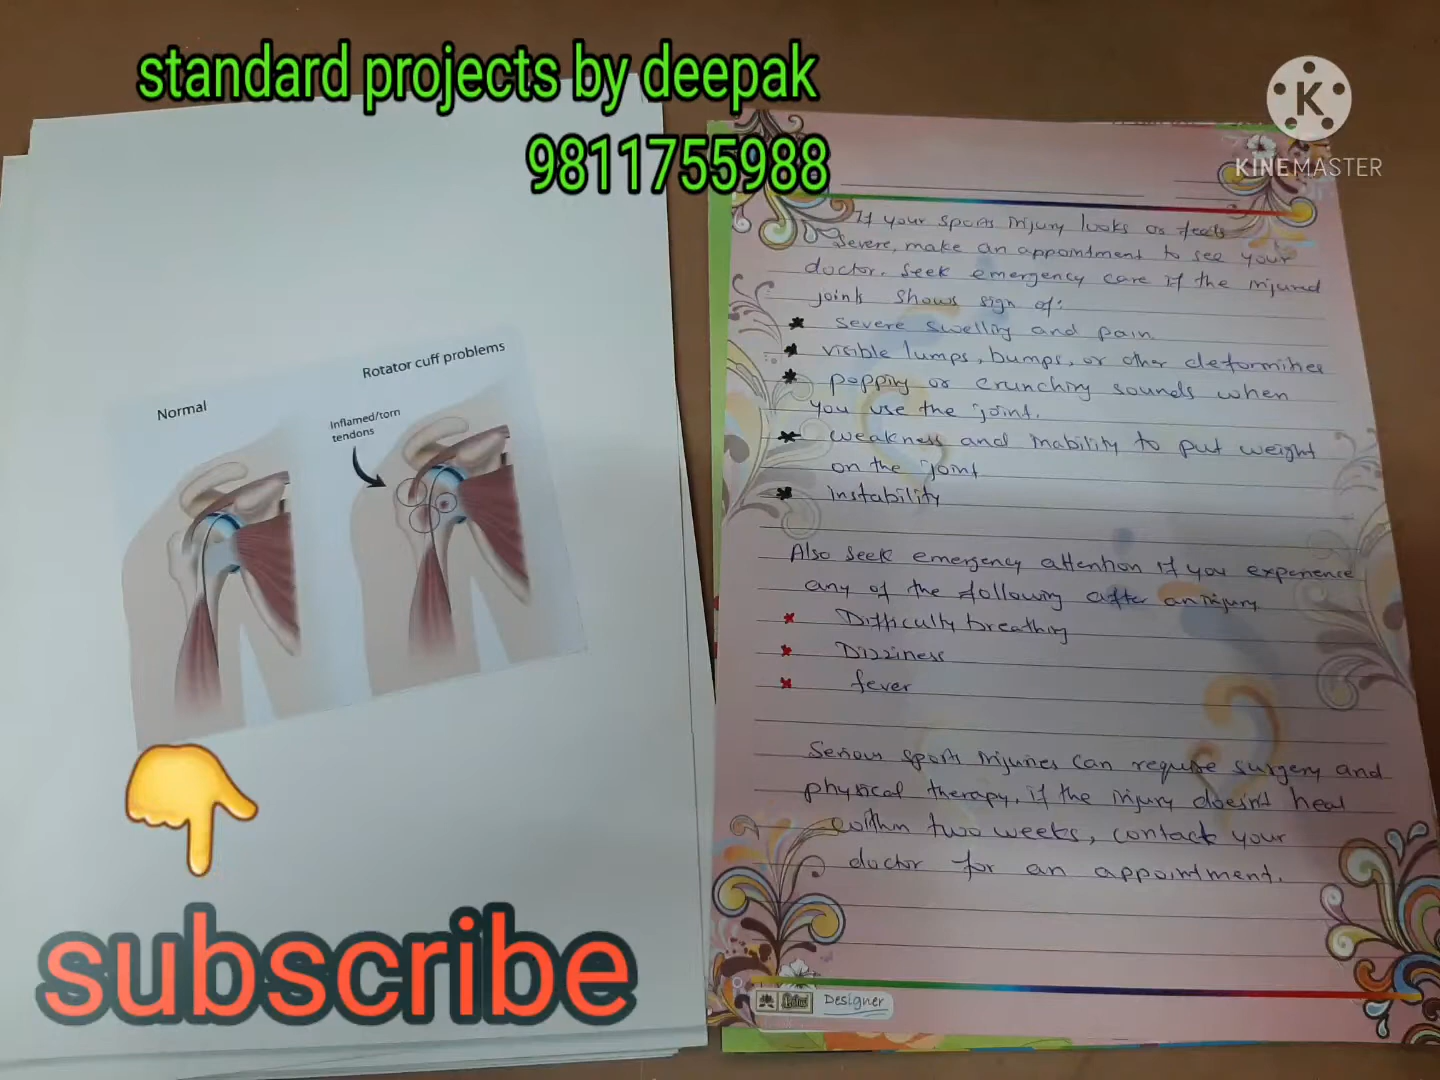 standard projects by deepak
9811755988
KINEMASTER
Normal
Rotator cuff problems
Inflamed/torn
tendons
subscribe
If your sports injury looks or feels
severe, make an appointment to see your
doctor. Seek emergency care if the injured
joink shows sign of:
severe swelling and pain
visible lumps, bumps, or other deformities
popping or crunching sounds when
you use the joint.
weakness and inability to put weight
on the joint
instability
Also seek emergency attention if you experience
any of the following after an injury
Difficulty breathing
Dizziness
fever
Serious sports injuries can require surgery and
physical therapy, if the injury doesn't heal
within two weeks, contack your
doctor for an appointment.
Designer